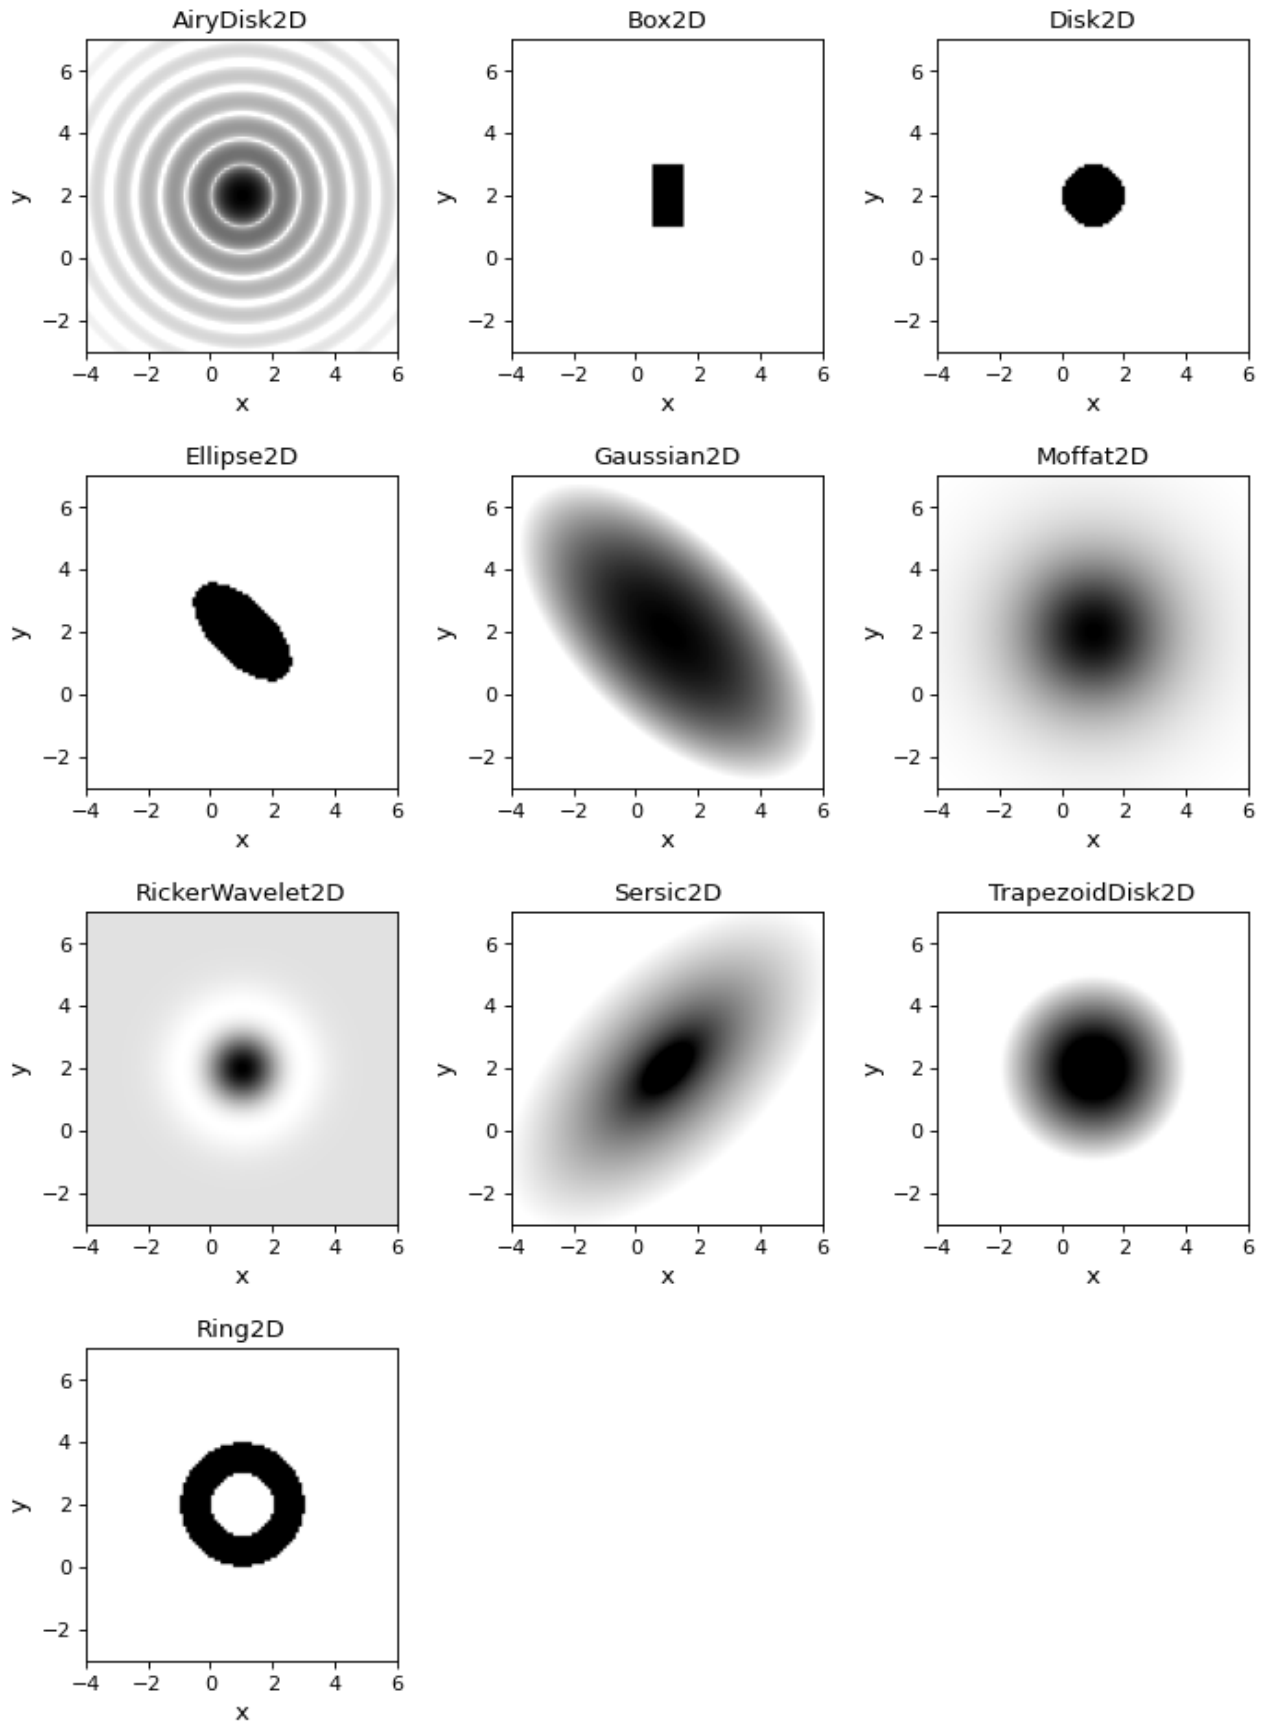 AiryDisk2D Box2D Disk2D
6 6 6
4 4 4
y 2 y 2 y 2
0 0 0
−2 −2 −2
−4 −2 0 2 4 6 −4 −2 0 2 4 6 −4 −2 0 2 4 6
x x x
Ellipse2D Gaussian2D Moffat2D
6 6 6
4 4 4
y 2 y 2 y 2
0 0 0
−2 −2 −2
−4 −2 0 2 4 6 −4 −2 0 2 4 6 −4 −2 0 2 4 6
x x x
RickerWavelet2D Sersic2D TrapezoidDisk2D
6 6 6
4 4 4
y 2 y 2 y 2
0 0 0
−2 −2 −2
−4 −2 0 2 4 6 −4 −2 0 2 4 6 −4 −2 0 2 4 6
x x x
Ring2D
6
4
y 2
0
−2
−4 −2 0 2 4 6
x